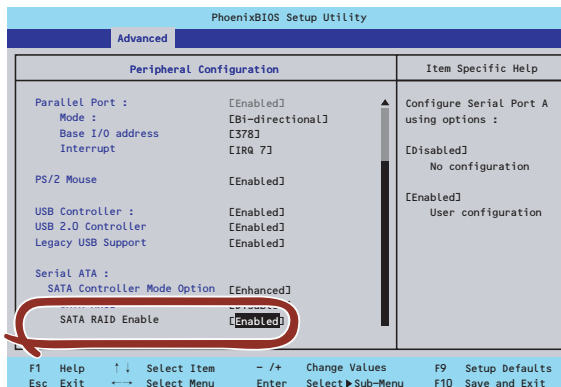 PhoenixBIOS Setup Utility
Advanced
Peripheral Configuration
Item Specific Help
Parallel Port : [Enabled]
Mode : [Bi-directional]
Base I/O address [378]
Interrupt [IRQ 7]
PS/2 Mouse [Enabled]
USB Controller : [Enabled]
USB 2.0 Controller [Enabled]
Legacy USB Support [Enabled]
Serial ATA :
SATA Controller Mode Option [Enhanced]
SATA RAID Enable [Enabled]
Configure Serial Port A
using options :
[Disabled]
No configuration
[Enabled]
User configuration
F1 Help ↑↓ Select Item - /+ Change Values F9 Setup Defaults
Esc Exit ←→ Select Menu Enter Select▶Sub-Menu F10 Save and Exit